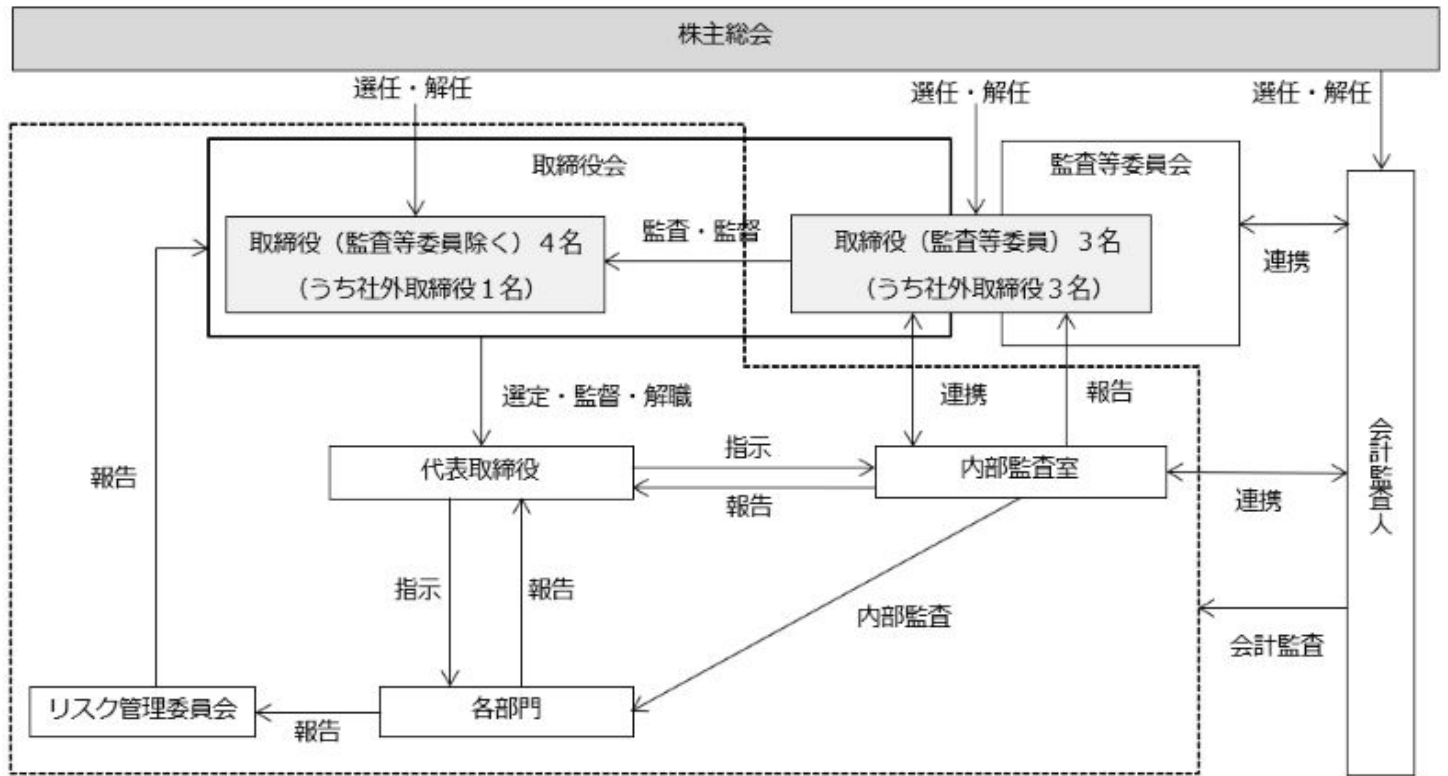 株主総会
選任・解任
選任・解任
選任・解任
取締役会
監査等委員会
取締役（監査等委員除く）４名
（うち社外取締役１名）
監査・監督
取締役（監査等委員）３名
（うち社外取締役３名）
連携
選定・監督・解職
連携
報告
代表取締役
指示
報告
内部監査室
連携
会計監査人
報告
指示
報告
内部監査
会計監査
リスク管理委員会
報告
各部門